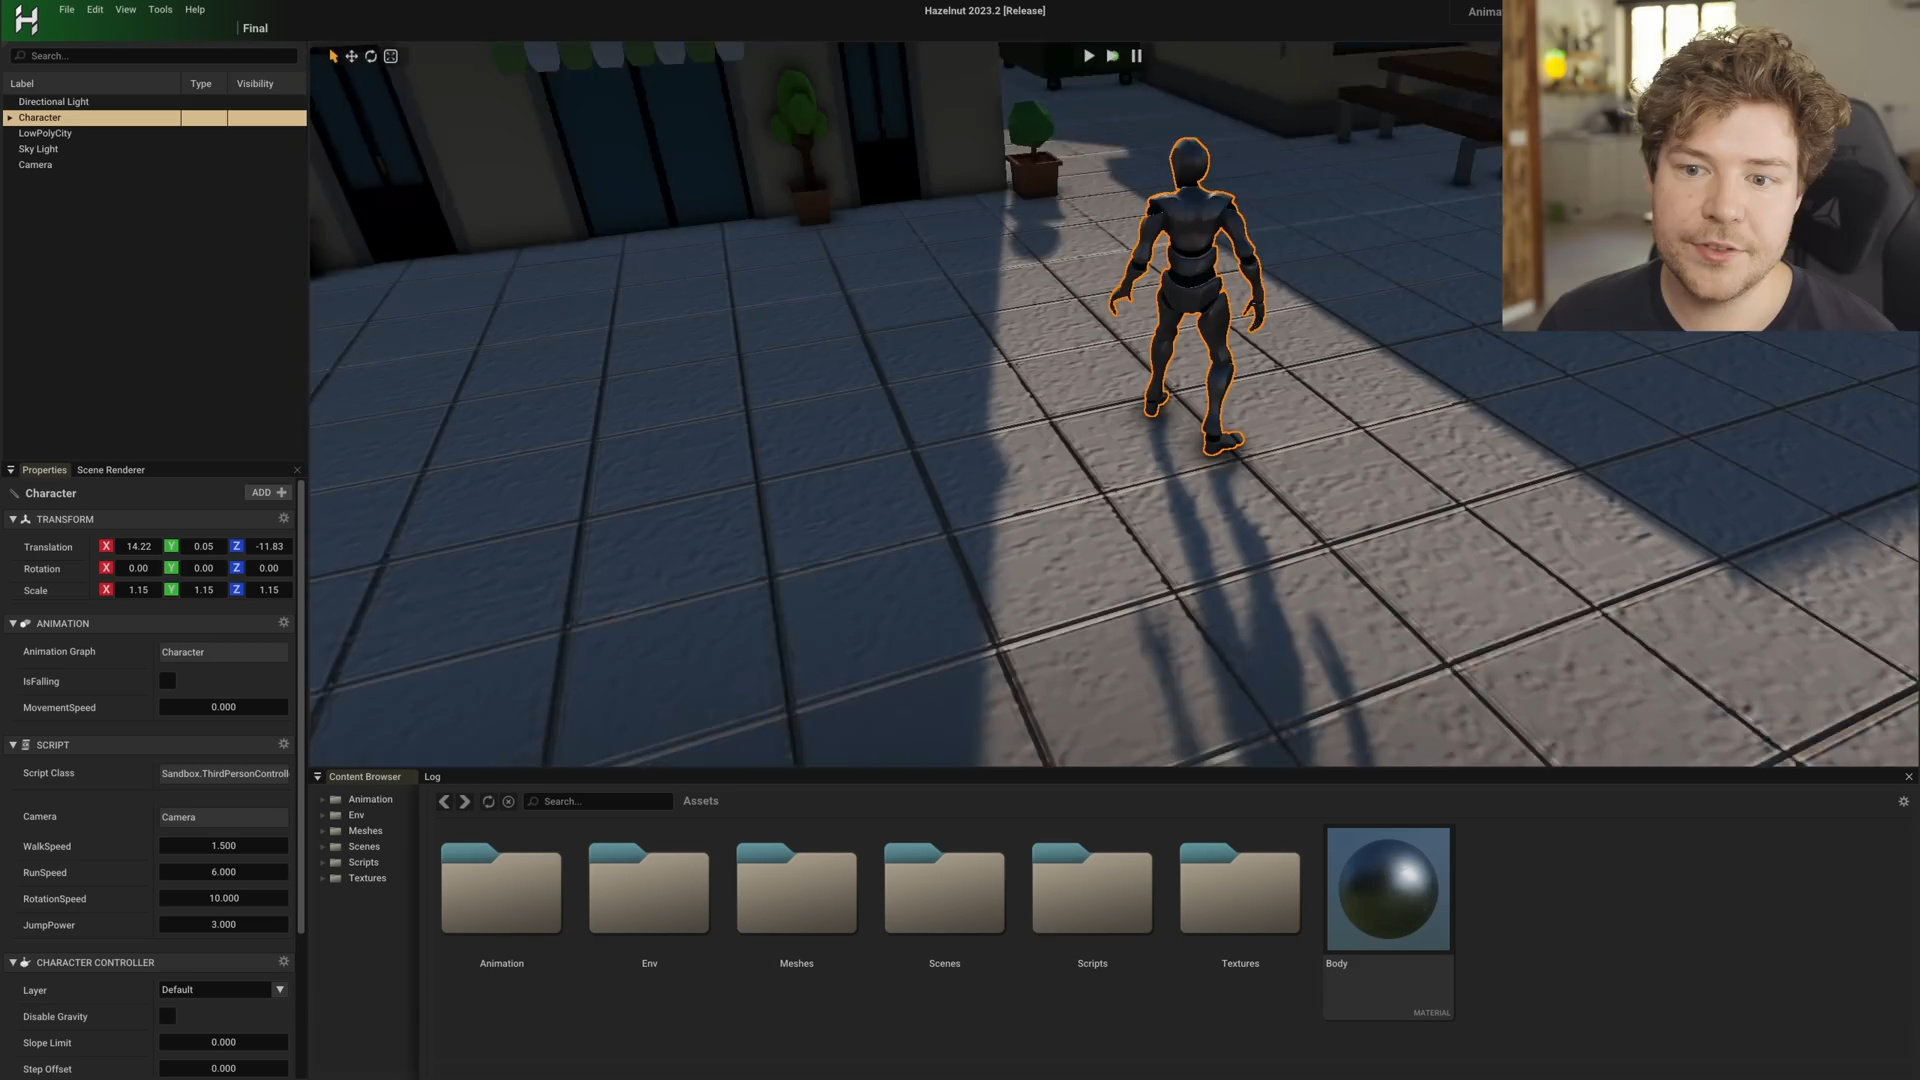 File Edit View Tools Help
Final
Hazelnut 2023.2 [Release]
Anima
Search...
Label Type Visibility
Directional Light
Character
LowPolyCity
Sky Light
Camera
Properties Scene Renderer
Character ADD
TRANSFORM
Translation X 14.22 Y 0.05 Z -11.83
Rotation X 0.00 Y 0.00 Z 0.00
Scale X 1.15 Y 1.15 Z 1.15
ANIMATION
Animation Graph Character
IsFalling
MovementSpeed 0.000
SCRIPT
Script Class Sandbox.ThirdPersonControll
Camera Camera
WalkSpeed 1.500
RunSpeed 6.000
RotationSpeed 10.000
JumpPower 3.000
CHARACTER CONTROLLER
Layer Default
Disable Gravity
Slope Limit 0.000
Step Offset 0.000
Content Browser Log
Animation
Env
Meshes
Scenes
Scripts
Textures
Search... Assets
Animation Env Meshes Scenes Scripts Textures Body
MATERIAL